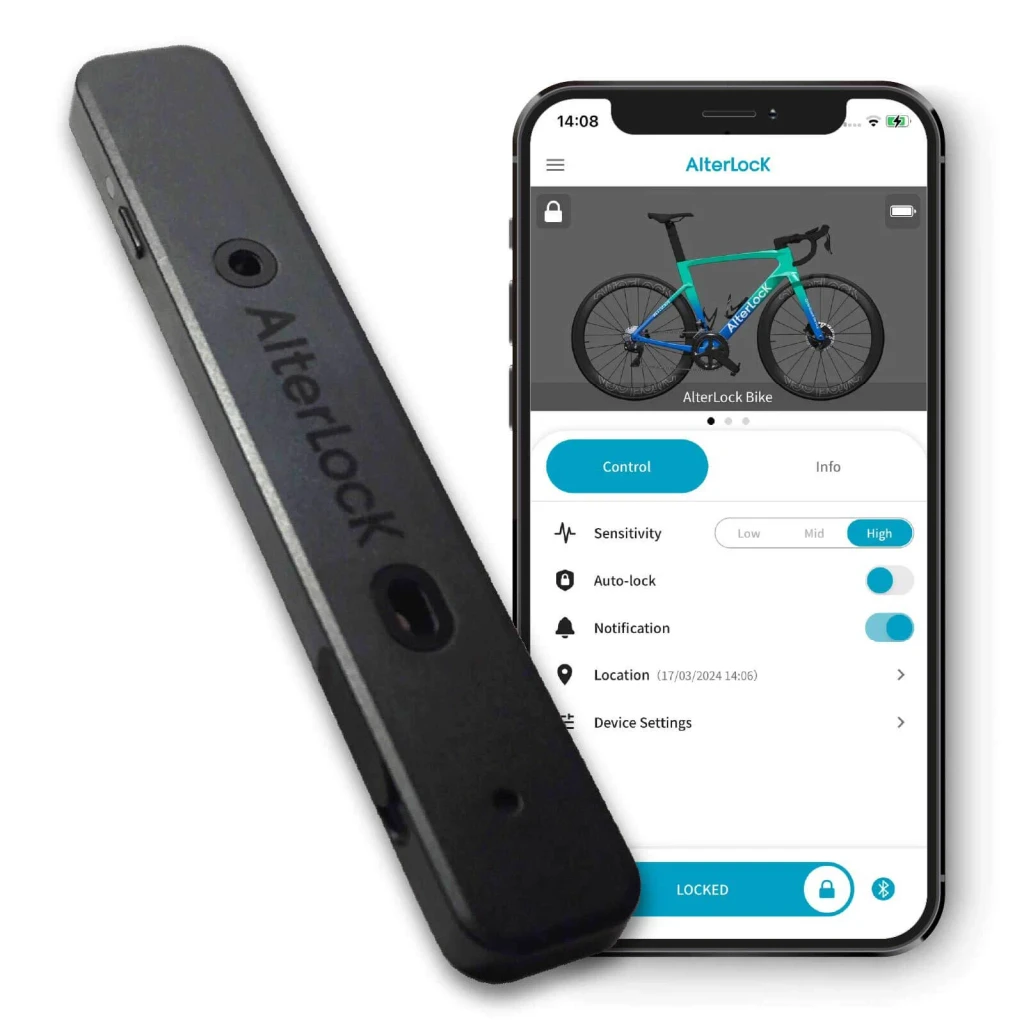 AlterLock
14:08
AlterLock
AlterLock
AlterLock Bike
Control
Info
Sensitivity
Low
Mid
High
Auto-lock
Notification
Location (17/03/2024 14:06)
Device Settings
LOCKED